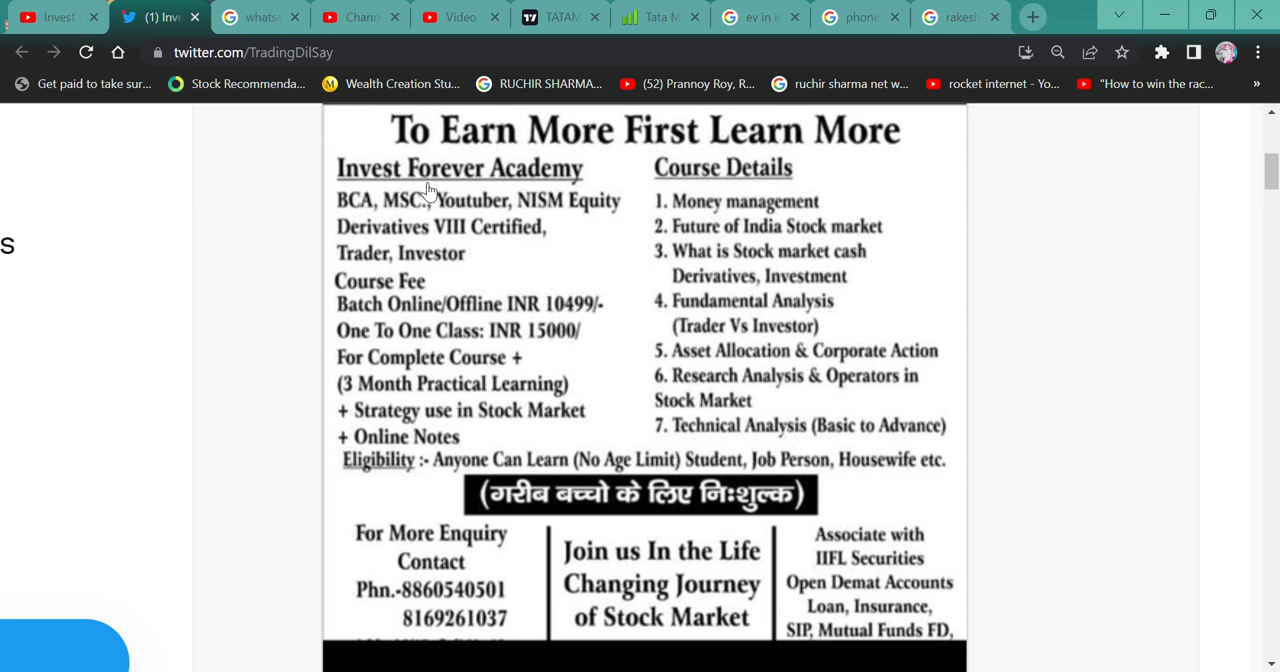 Invest
(1) Inv
whatsa
Chann
Video
TATAM
Tata M
ev in in
phone
rakesh
twitter.com/TradingDilSay
Get paid to take sur...
Stock Recommenda...
Wealth Creation Stu...
RUCHIR SHARMA...
(52) Prannoy Roy, R...
ruchir sharma net w...
rocket internet - Yo...
"How to win the rac...
»
s
To Earn More First Learn More
Invest Forever Academy
BCA, MSC., Youtuber, NISM Equity
Derivatives VIII Certified,
Trader, Investor
Course Fee
Batch Online/Offline INR 10499/-
One To One Class: INR 15000/
For Complete Course +
(3 Month Practical Learning)
+ Strategy use in Stock Market
+ Online Notes
Course Details
1. Money management
2. Future of India Stock market
3. What is Stock market cash
Derivatives, Investment
4. Fundamental Analysis
(Trader Vs Investor)
5. Asset Allocation & Corporate Action
6. Research Analysis & Operators in
Stock Market
7. Technical Analysis (Basic to Advance)
Eligibility :- Anyone Can Learn (No Age Limit) Student, Job Person, Housewife etc.
(गरीब बच्चो के लिए निःशुल्क)
For More Enquiry
Contact
Phn.-8860540501
8169261037
Join us In the Life
Changing Journey
of Stock Market
Associate with
IIFL Securities
Open Demat Accounts
Loan, Insurance,
SIP, Mutual Funds FD,